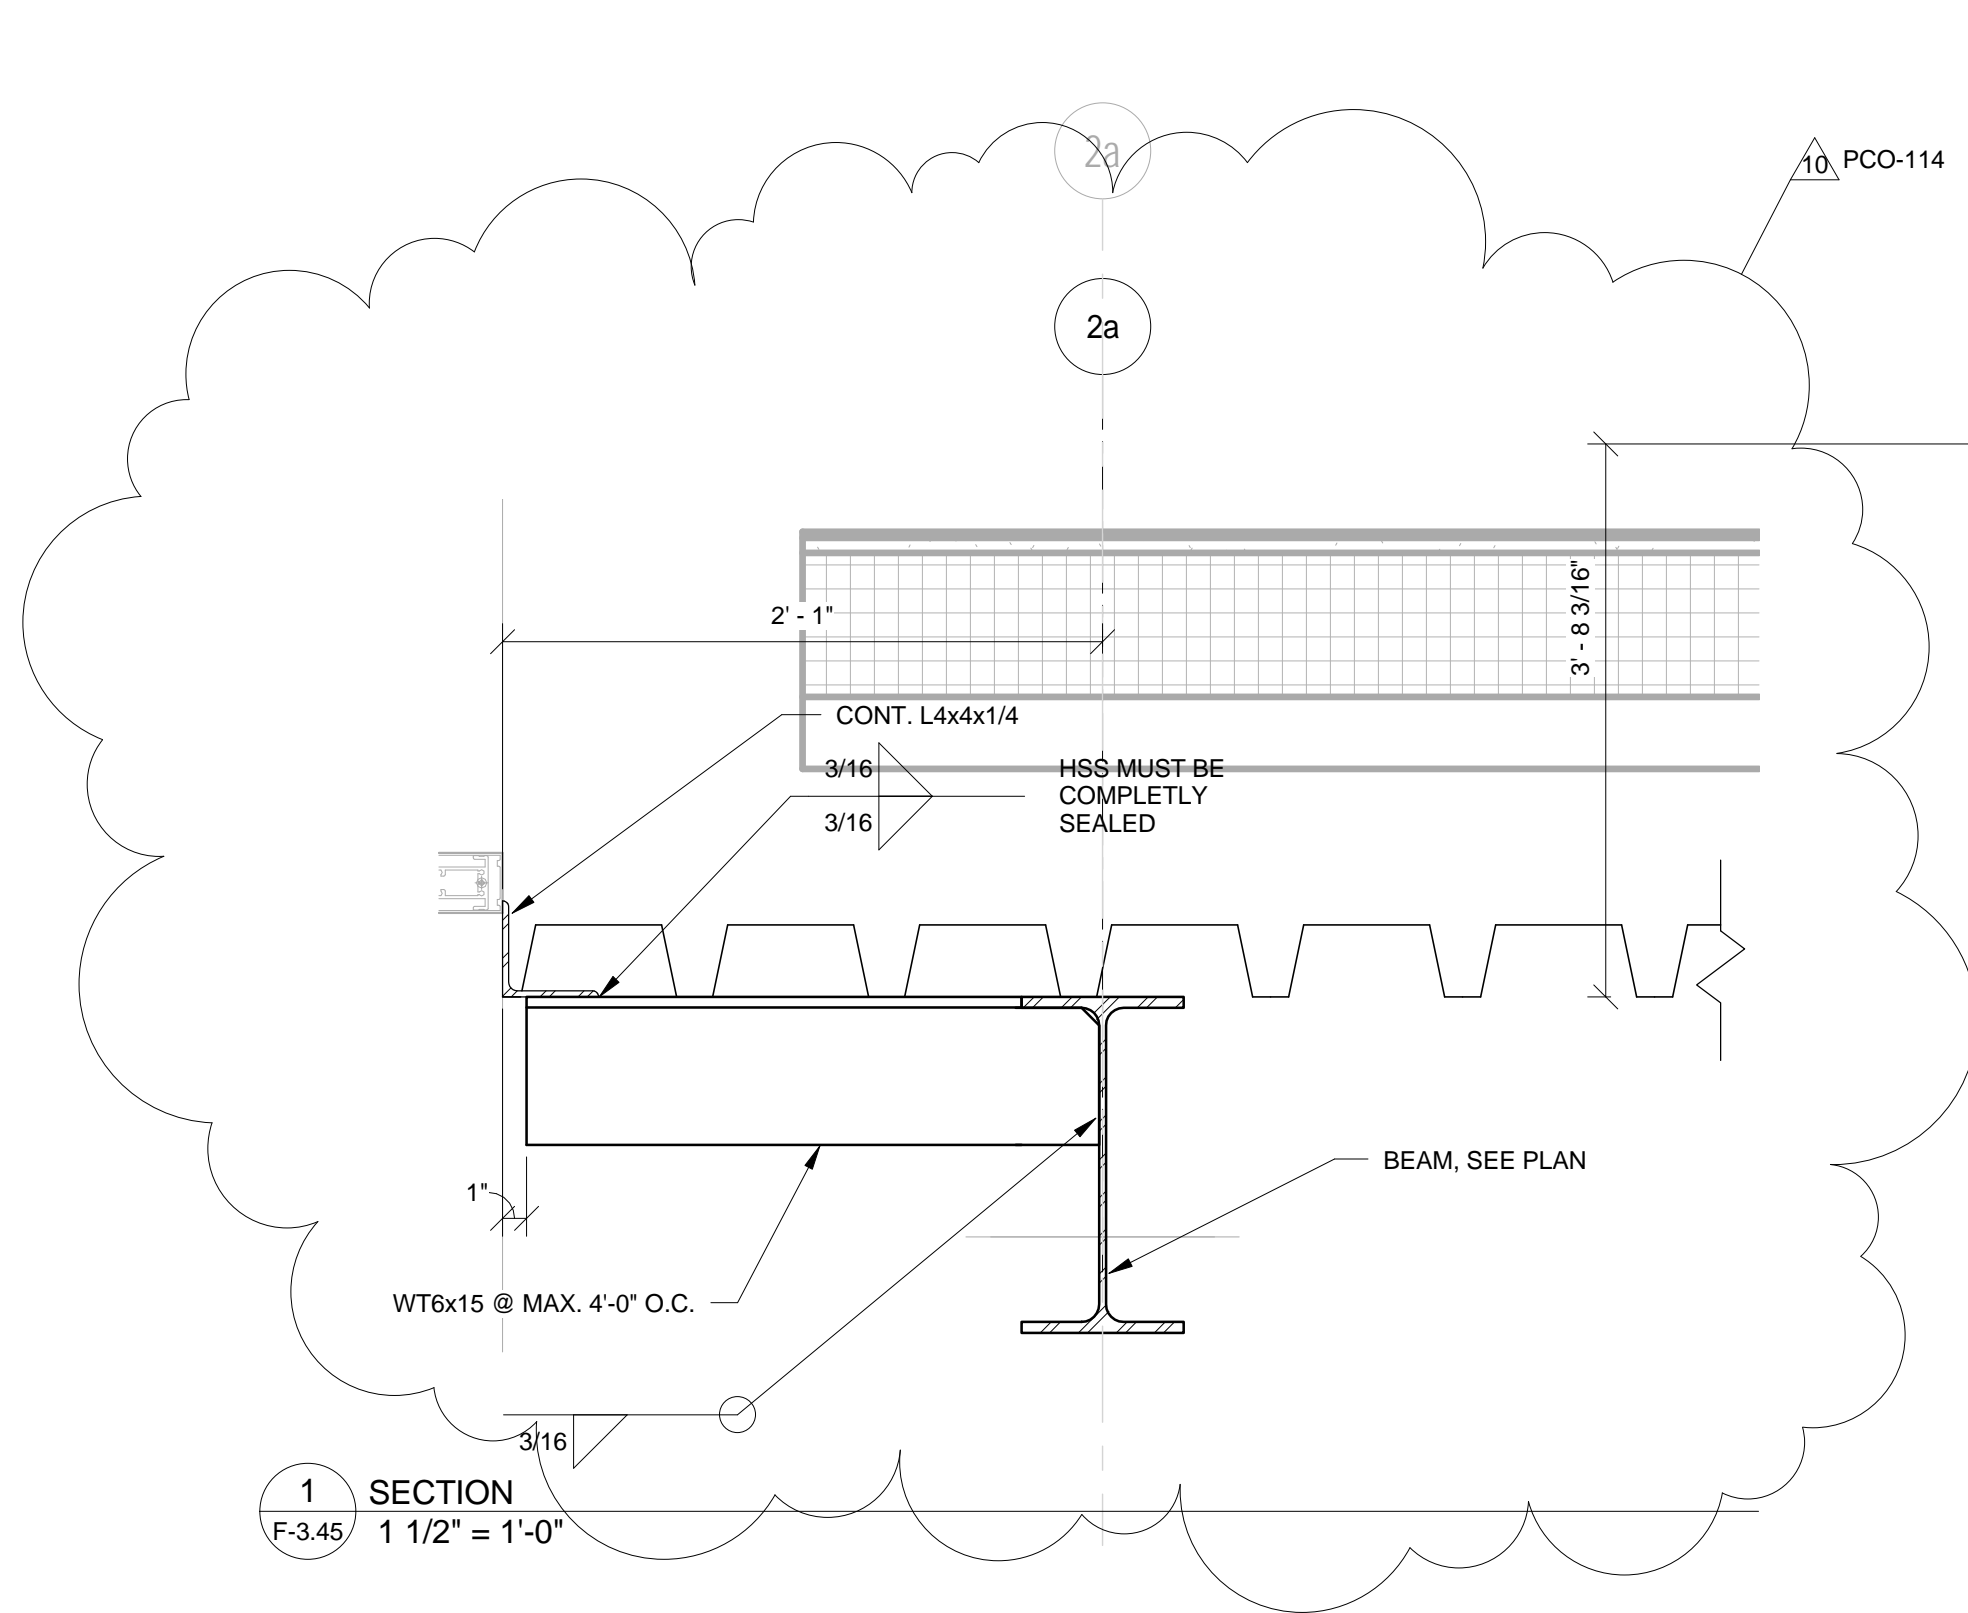 2a
10
PCO-114
2a
3' - 8 3/16"
2' - 1"
CONT. L4x4x1/4
3/16
3/16
HSS MUST BE
COMPLETLY
SEALED
BEAM, SEE PLAN
1"
WT6x15 @ MAX. 4'-0" O.C.
3/16
1
F-3.45
SECTION
1 1/2" = 1'-0"